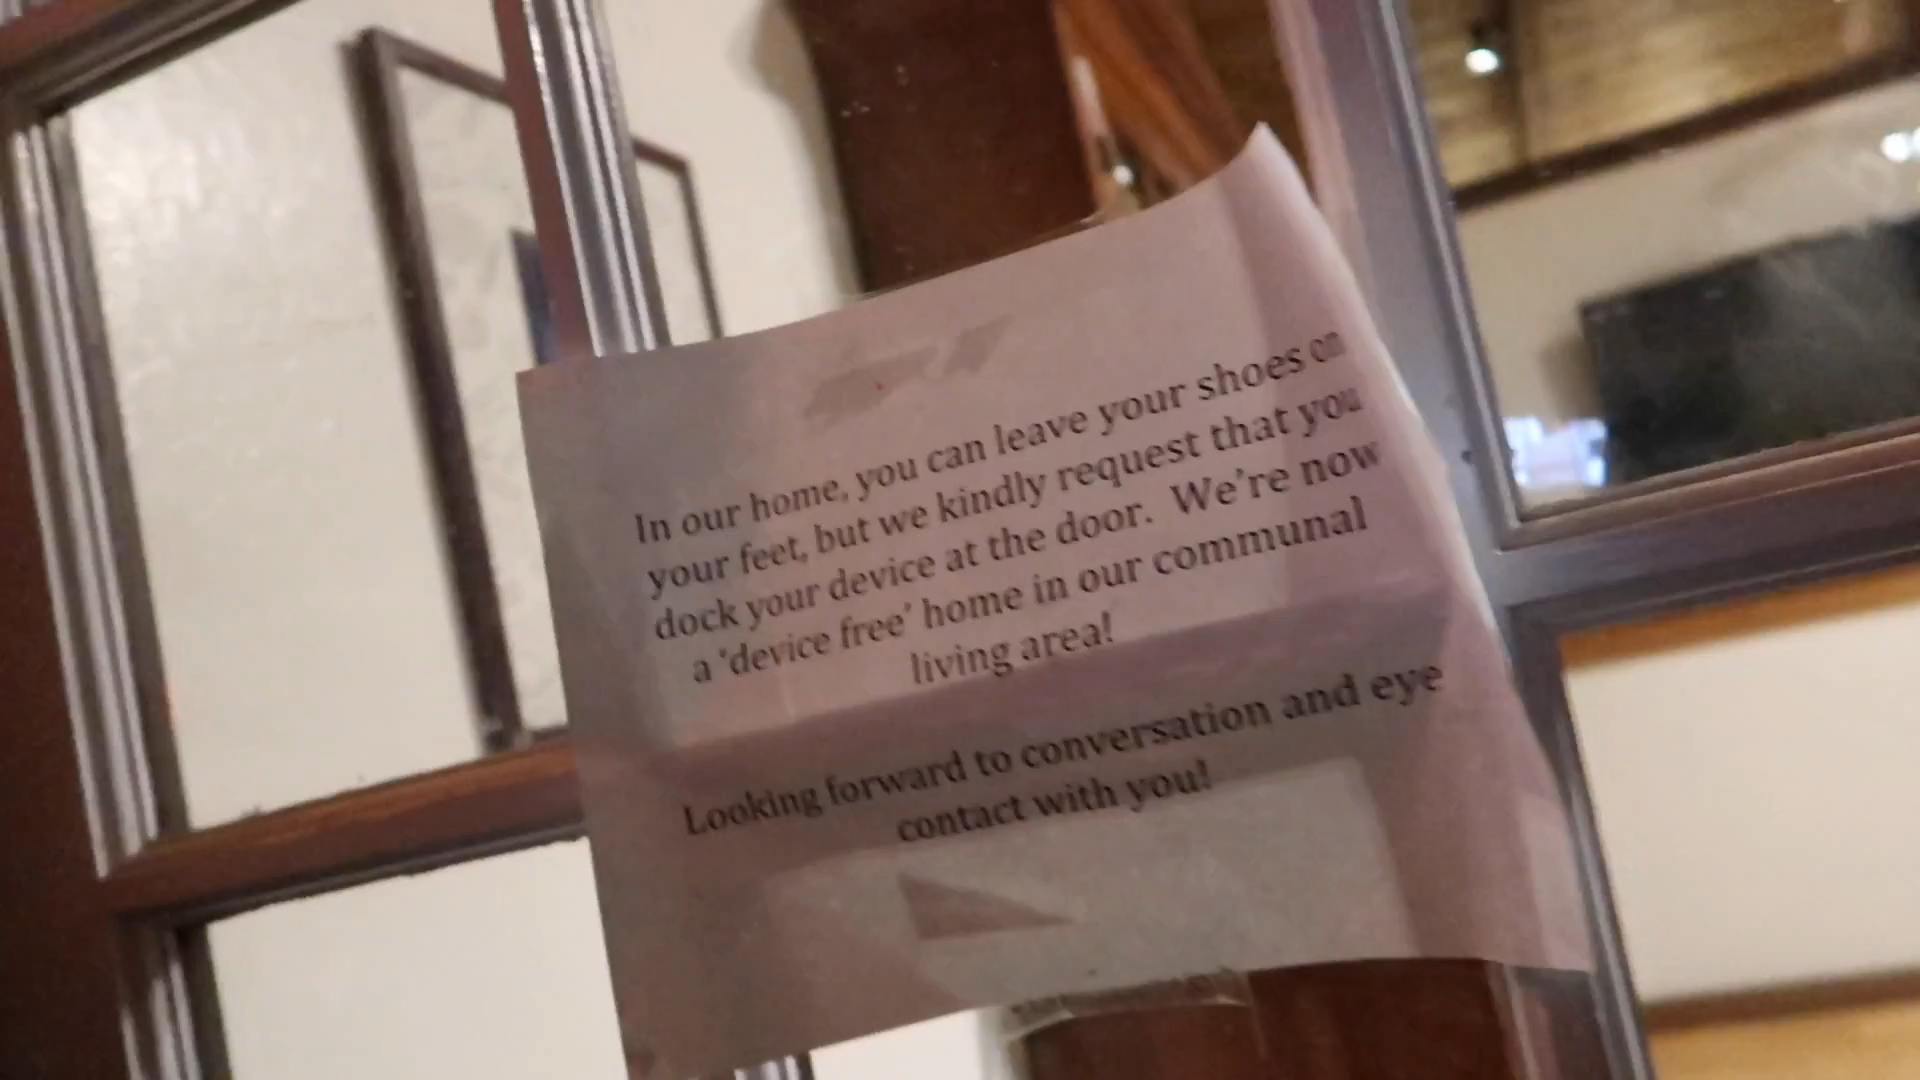 In our home, you can leave your shoes on
your feet, but we kindly request that you
dock your device at the door. We're now
a 'device free' home in our communal
living area!
Looking forward to conversation and eye
contact with you!